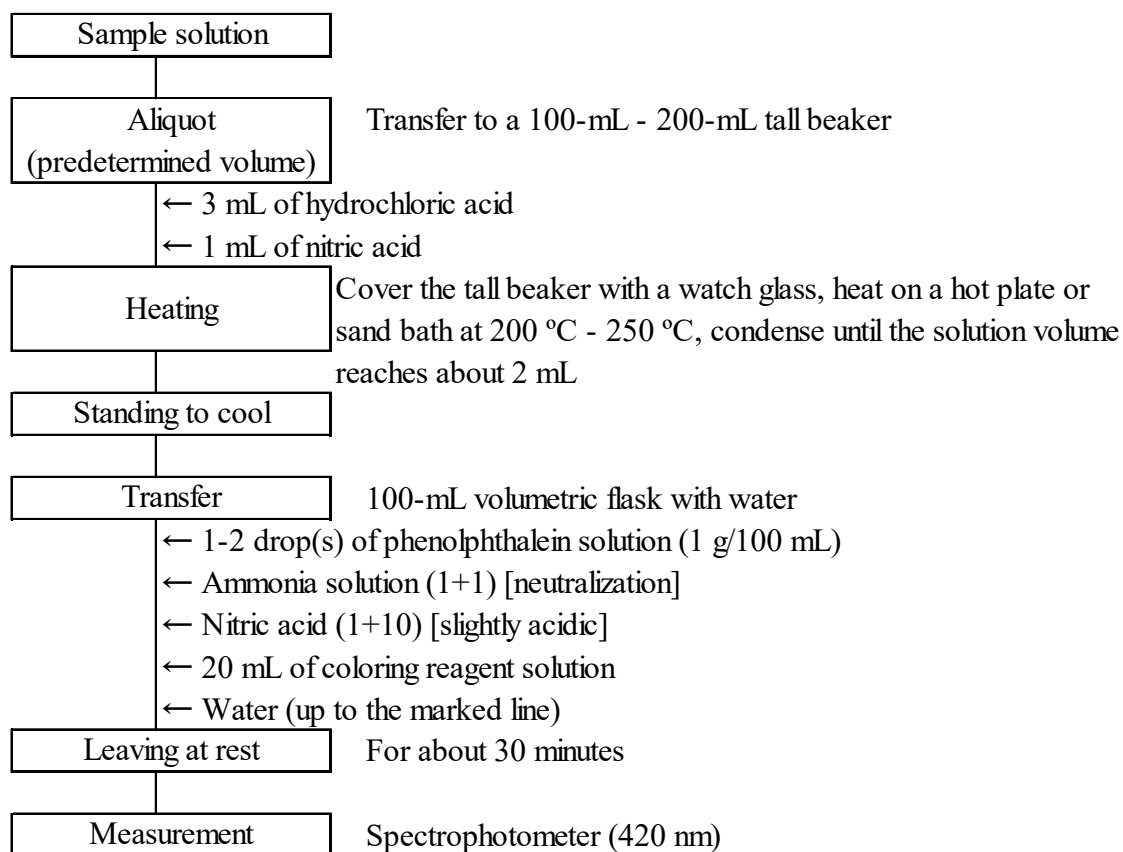 Sample solution
Aliquot
(predetermined volume)
Transfer to a 100-mL - 200-mL tall beaker
← 3 mL of hydrochloric acid
← 1 mL of nitric acid
Heating
Cover the tall beaker with a watch glass, heat on a hot plate or
sand bath at 200 ºC - 250 ºC, condense until the solution volume
reaches about 2 mL
Standing to cool
Transfer
100-mL volumetric flask with water
← 1-2 drop(s) of phenolphthalein solution (1 g/100 mL)
← Ammonia solution (1+1) [neutralization]
← Nitric acid (1+10) [slightly acidic]
← 20 mL of coloring reagent solution
← Water (up to the marked line)
Leaving at rest
For about 30 minutes
Measurement
Spectrophotometer (420 nm)